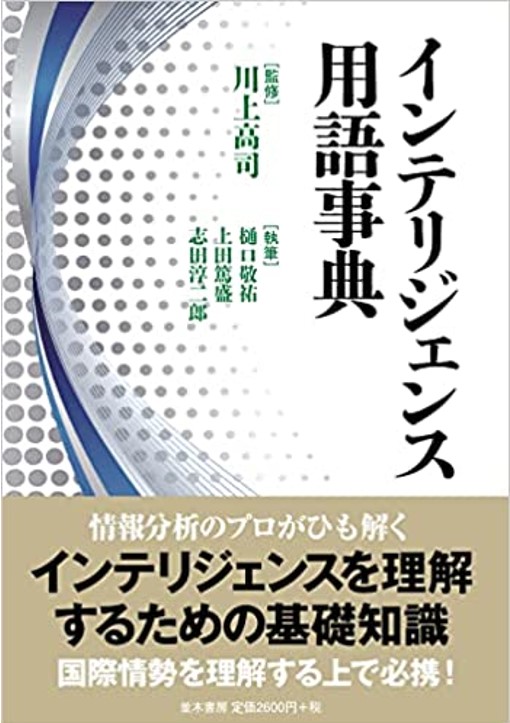 インテリジェンス
用語事典
［監修］
川上高司
［執筆］
樋口敬祐
上田篤盛
志田淳二郎
情報分析のプロがひも解く
インテリジェンスを理解
するための基礎知識
国際情勢を理解する上で必携！
並木書房 定価2600円＋税